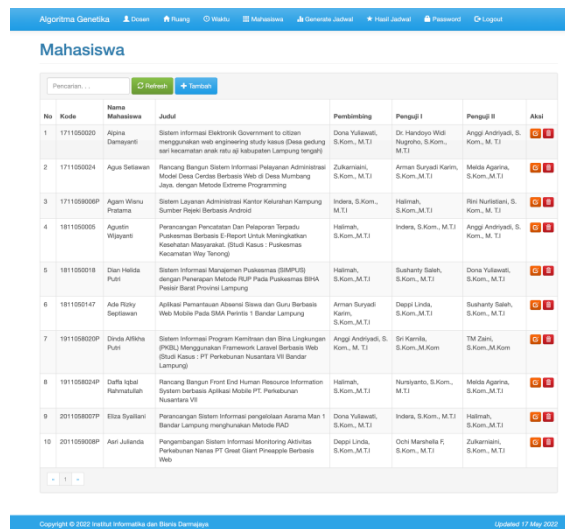 Algoritma Genetika Dosen Ruang Waktu Mahasiswa Generate Jadwal Hasil Jadwal Password Logout
Mahasiswa
Pencarian. . . Refresh Tambah
No Kode Nama Mahasiswa Judul Pembimbing Penguji I Penguji II Aksi
1 1711050020 Alpina Damayanti Sistem informasi Elektronik Government to citizen menggunakan web engineering study kasus (Desa gedung sari kecamatan anak ratu aji kabupaten Lampung tengah) Dona Yuliawati, S.Kom., M.T.I Dr. Handoyo Widi Nugroho, S.Kom., M.T.I Anggi Andriyadi, S. Kom., M. T.I
2 1711050024 Agus Setiawan Rancang Bangun Sistem Informasi Pelayanan Administrasi Model Desa Cerdas Berbasis Web di Desa Mumbang Jaya. dengan Metode Extreme Programming Zulkarniaini, S.Kom.,M.T.I Arman Suryadi Karim, S.Kom.,M.T.I Melda Agarina, S.Kom.,M.T.I
3 1711059006P Agam Wisnu Pratama Sistem Layanan Administrasi Kantor Kelurahan Kampung Sumber Rejeki Berbasis Android Indera, S.Kom., M.T.I Halimah, S.Kom.,M.T.I Rini Nurlistiani, S. Kom., M. T.I
4 1811050005 Agustin Wijayanti Perancangan Pencatatan Dan Pelaporan Terpadu Puskesmas Berbasis E-Report Untuk Meningkatkan Kesehatan Masyarakat. (Studi Kasus : Puskesmas Kecamatan Way Tenong) Halimah, S.Kom.,M.T.I Indera, S.Kom., M.T.I Anggi Andriyadi, S. Kom., M. T.I
5 1811050018 Dian Helida Putri Sistem Informasi Manajemen Puskesmas (SIMPUS) dengan Penerapan Metode RUP Pada Puskesmas BIHA Pesisir Barat Provinsi Lampung Halimah, S.Kom.,M.T.I Sushanty Saleh, S.Kom., M.T.I Dona Yuliawati, S.Kom., M.T.I
6 1811050147 Ade Rizky Septiawan Aplikasi Pemantauan Absensi Siswa dan Guru Berbasis Web Mobile Pada SMA Perintis 1 Bandar Lampung Arman Suryadi Karim, S.Kom.,M.T.I Deppi Linda, S.Kom.,M.T.I Sushanty Saleh, S.Kom., M.T.I
7 1911058020P Dinda Alfikha Putri Sistem Informasi Program Kemitraan dan Bina Lingkungan (PKBL) Menggunakan Framework Laravel Berbasis Web (Studi Kasus : PT Perkebunan Nusantara VII Bandar Lampung) Anggi Andriyadi, S. Kom., M. T.I Sri Karnila, S.Kom.,M.Kom TM Zaini, S.Kom.,M.Kom
8 1911058024P Daffa Iqbal Rahmatullah Rancang Bangun Front End Human Resource Information System berbasis Aplikasi Mobile PT. Perkebunan Nusantara VII Halimah, S.Kom.,M.T.I Nursiyanto, S.Kom., M.T.I Melda Agarina, S.Kom.,M.T.I
9 2011058007P Eliza Syailiani Perancangan Sistem Informasi pengelolaan Asrama Man 1 Bandar Lampung menghunakan Metode RAD Dona Yuliawati, S.Kom., M.T.I Indera, S.Kom., M.T.I Halimah, S.Kom.,M.T.I
10 2011059008P Asri Julianda Pengembangan Sistem Informasi Monitoring Aktivitas Perkebunan Nanas PT Great Giant Pineapple Berbasis Web Deppi Linda, S.Kom.,M.T.I Ochi Marshella F, S.Kom., M.T.I Zulkarniaini, S.Kom.,M.T.I
« 1 »
Copyright © 2022 Institut Informatika dan Bisnis Darmajaya Updated 17 May 2022